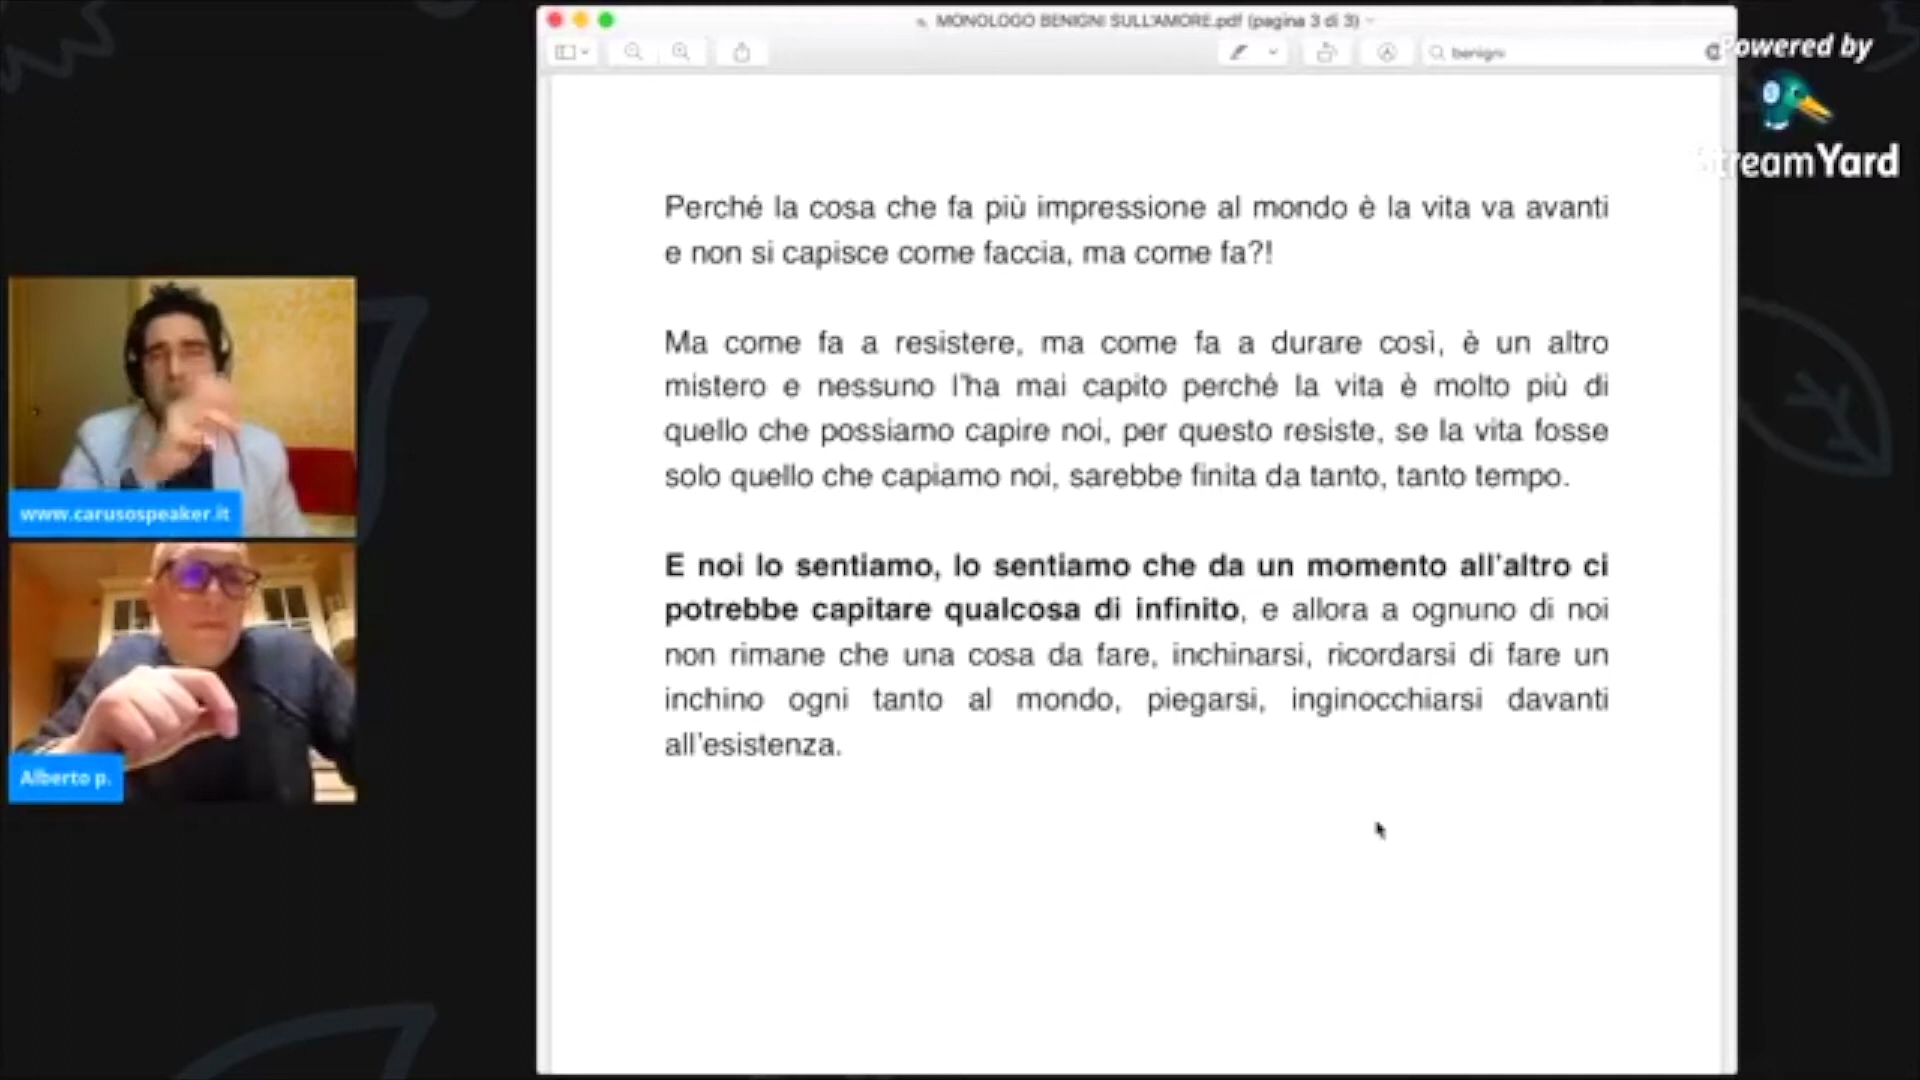 MONOLOGO BENIGNI SULL'AMORE.pdf (pagina 3 di 3)
benigni
Powered by
StreamYard
Perché la cosa che fa più impressione al mondo è la vita va avanti
e non si capisce come faccia, ma come fa?!
Ma come fa a resistere, ma come fa a durare così, è un altro
mistero e nessuno l'ha mai capito perché la vita è molto più di
quello che possiamo capire noi, per questo resiste, se la vita fosse
solo quello che capiamo noi, sarebbe finita da tanto, tanto tempo.
E noi lo sentiamo, lo sentiamo che da un momento all'altro ci
potrebbe capitare qualcosa di infinito, e allora a ognuno di noi
non rimane che una cosa da fare, inchinarsi, ricordarsi di fare un
inchino ogni tanto al mondo, piegarsi, inginocchiarsi davanti
all'esistenza.
www.carusospeaker.it
Alberto p.